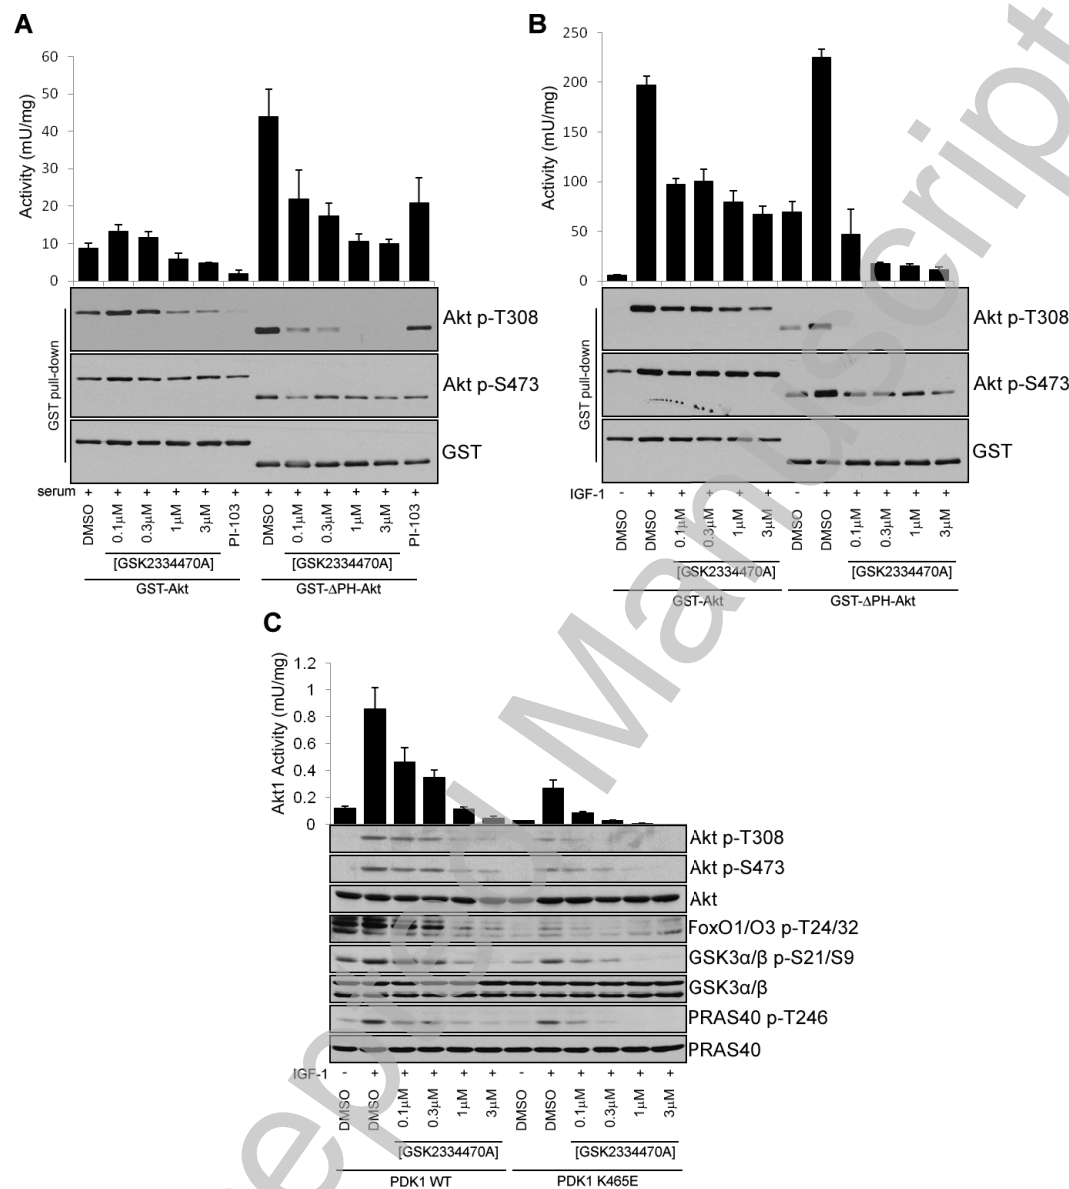 A
Activity (mU/mg)
60
50
40
30
20
10
0
GST pull-down
Akt p-T308
Akt p-S473
GST
serum + + + + + + + + + + + +
DMSO 0.1μM 0.3μM 1μM 3μM PI-103 DMSO 0.1μM 0.3μM 1μM 3μM PI-103
[GSK2334470A] [GSK2334470A]
GST-Akt GST-ΔPH-Akt
B
Activity (mU/mg)
250
200
150
100
50
0
GST pull-down
Akt p-T308
Akt p-S473
GST
IGF-1 - + + + + + - + + + + +
DMSO DMSO 0.1μM 0.3μM 1μM 3μM DMSO DMSO 0.1μM 0.3μM 1μM 3μM
[GSK2334470A] [GSK2334470A]
GST-Akt GST-ΔPH-Akt
C
Akt1 Activity (mU/mg)
1.2
1
0.8
0.6
0.4
0.2
0
Akt p-T308
Akt p-S473
Akt
FoxO1/O3 p-T24/32
GSK3α/β p-S21/S9
GSK3α/β
PRAS40 p-T246
PRAS40
IGF-1 - + + + + + - + + + + +
DMSO DMSO 0.1μM 0.3μM 1μM 3μM DMSO DMSO 0.1μM 0.3μM 1μM 3μM
[GSK2334470A] [GSK2334470A]
PDK1 WT PDK1 K465E
Manuscript